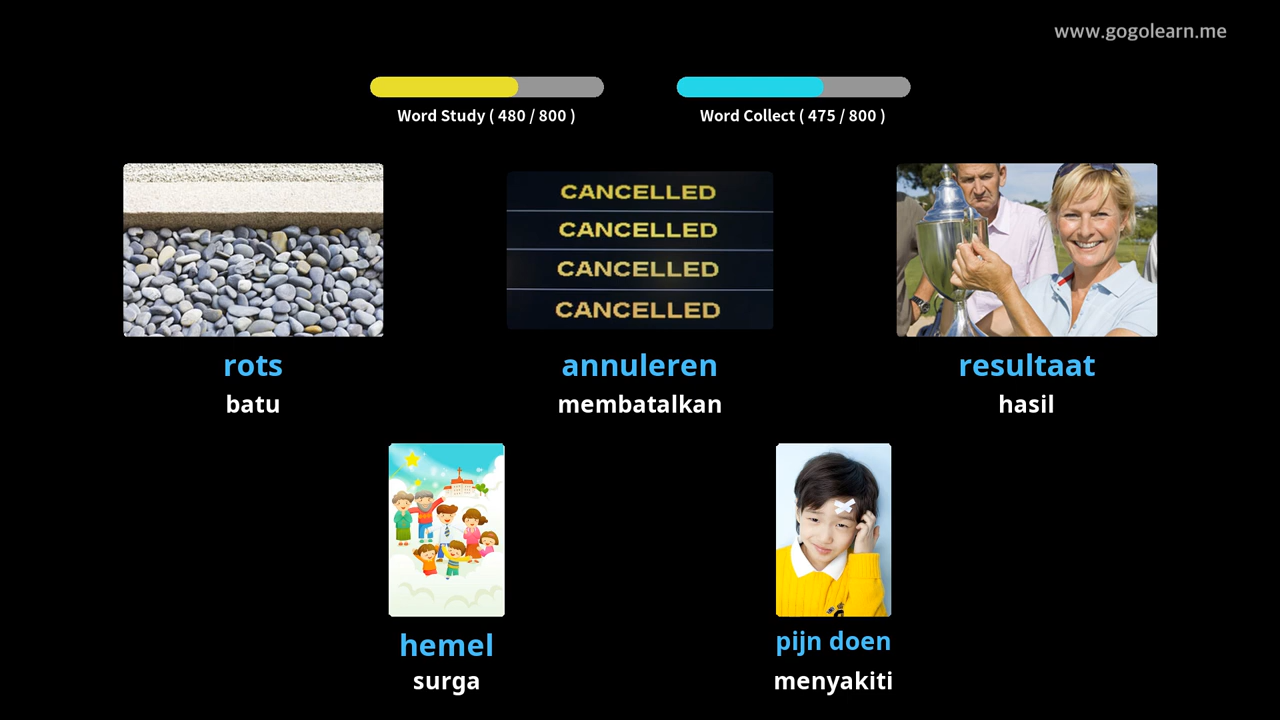 www.gogolearn.me
Word Study ( 480 / 800 )
Word Collect ( 475 / 800 )
CANCELLED
CANCELLED
CANCELLED
CANCELLED
rots
batu
annuleren
membatalkan
resultaat
hasil
hemel
surga
pijn doen
menyakiti